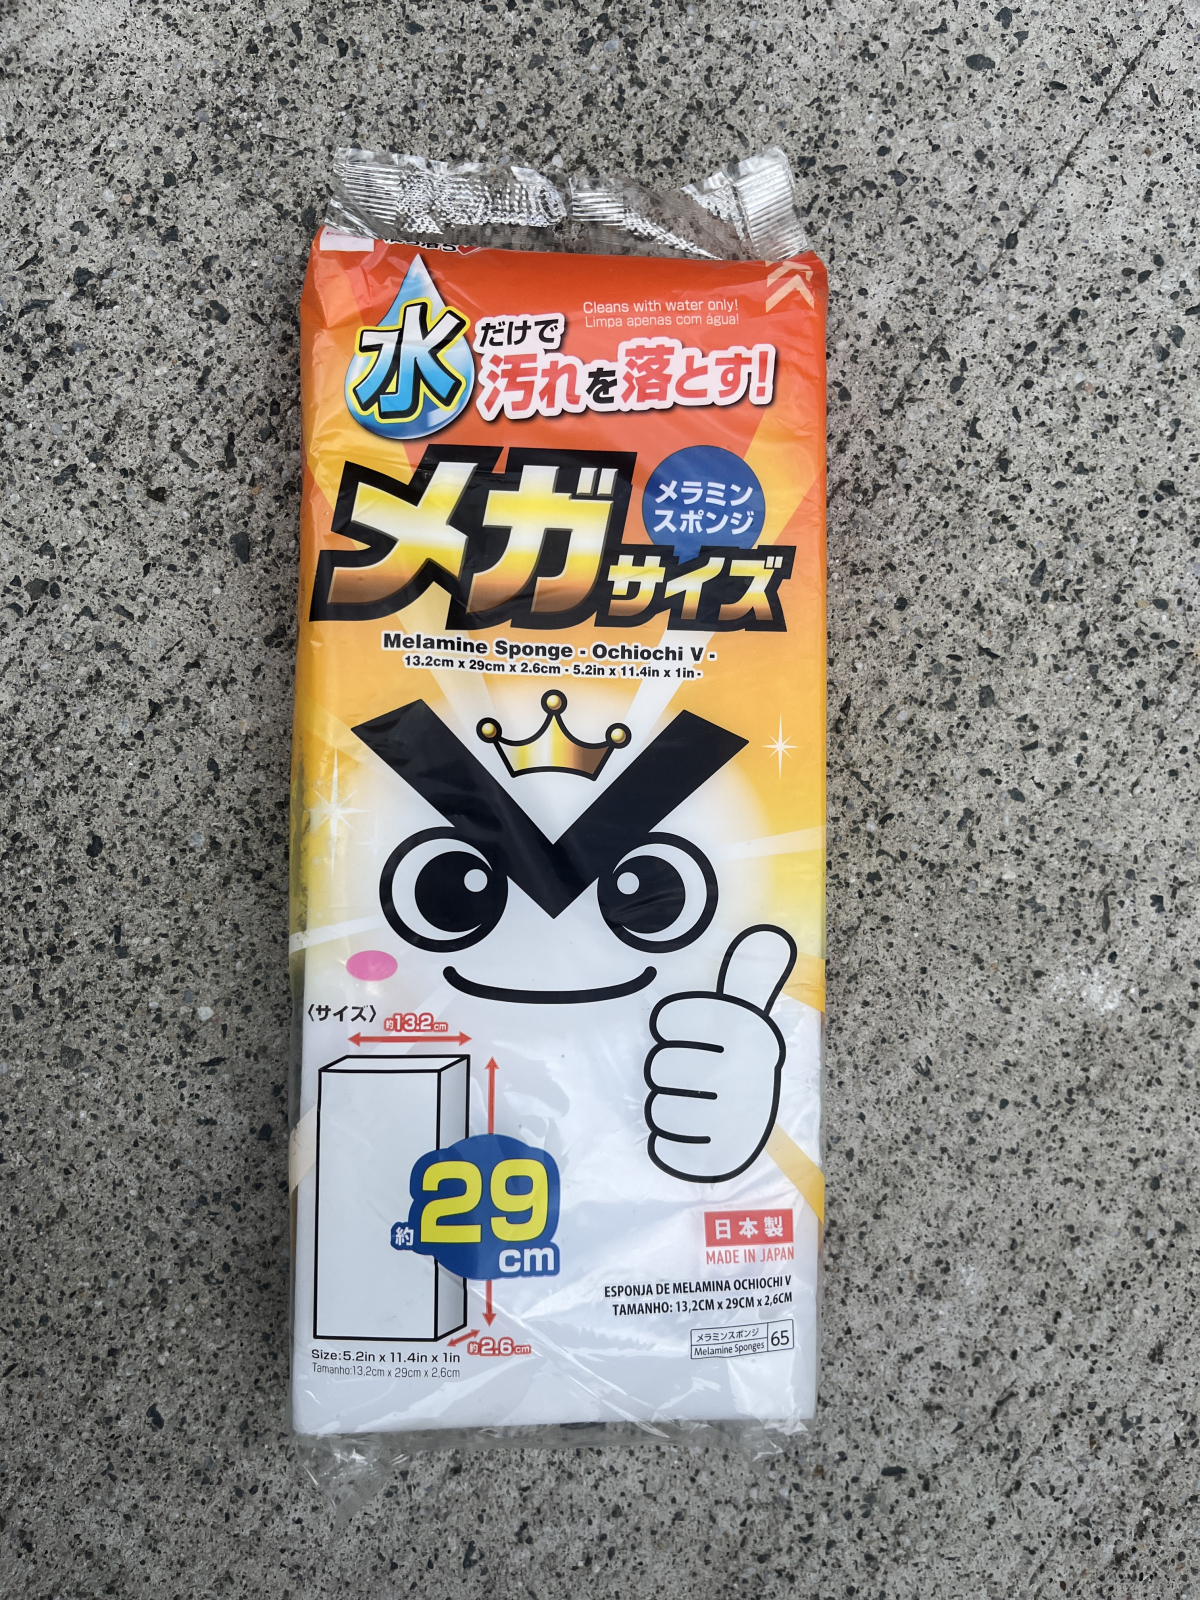 Cleans with water only!
Limpa apenas com água!
水だけで
汚れを落とす!
メラミン
スポンジ
メガサイズ
Melamine Sponge - Ochiochi V -
13.2cm x 29cm x 2.6cm - 5.2in x 11.4in x 1in -
〈サイズ〉
約13.2cm
約29cm
約2.6cm
Size:5.2in x 11.4in x 1in
Tamanho:13,2cm x 29cm x 2,6cm
日本製
MADE IN JAPAN
ESPONJA DE MELAMINA OCHIOCHI V
TAMANHO: 13,2CM x 29CM x 2,6CM
メラミンスポンジ
Melamine Sponges
65